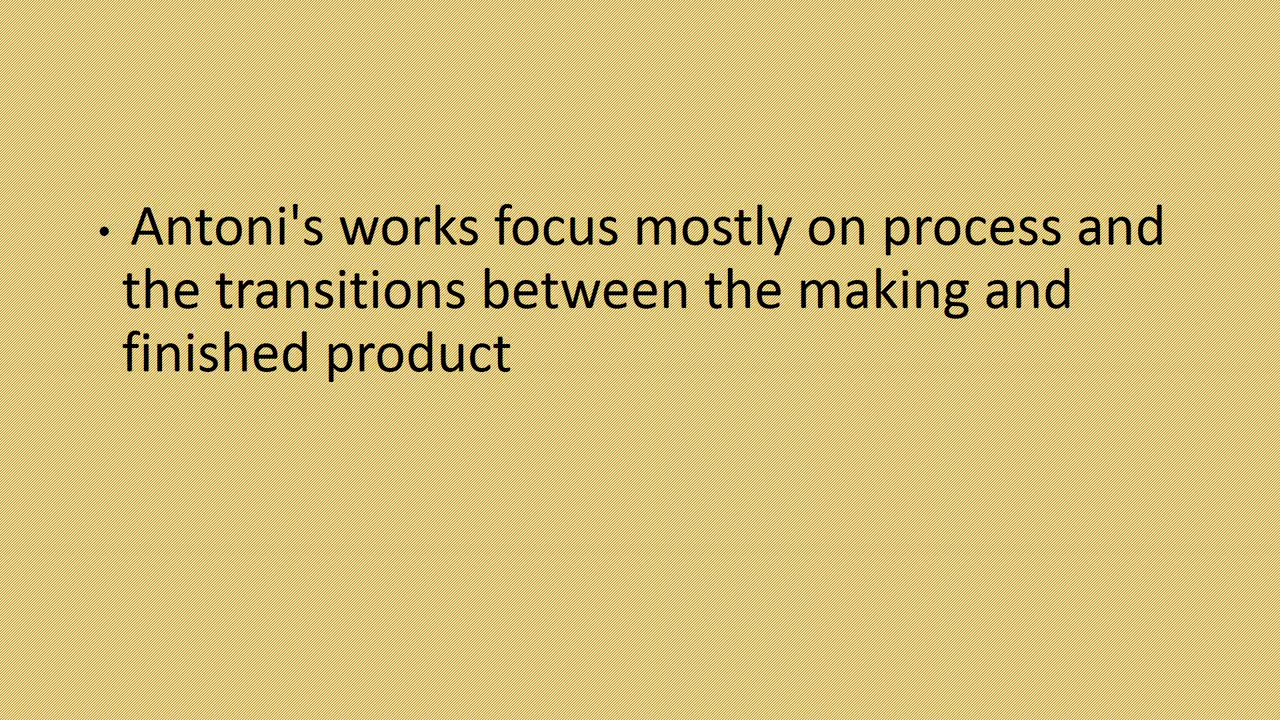 • Antoni's works focus mostly on process and
the transitions between the making and
finished product